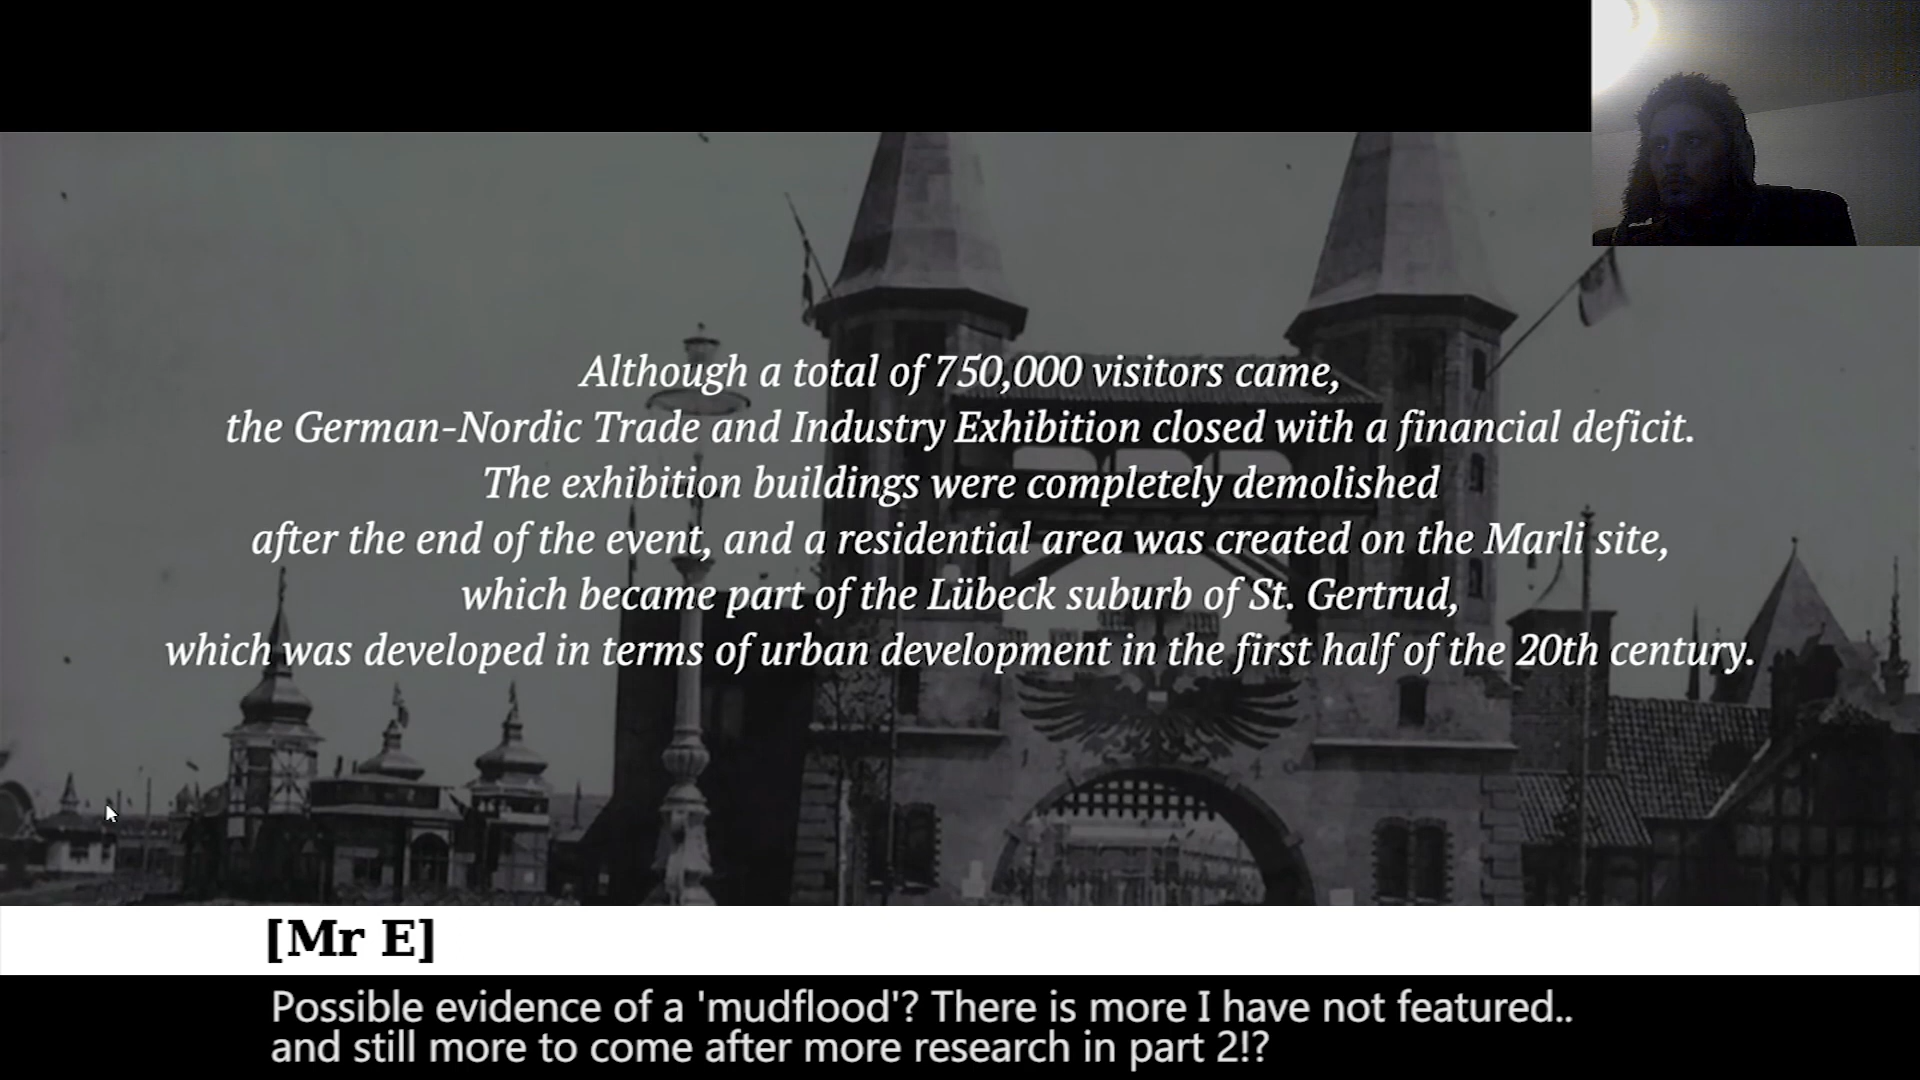 Although a total of 750,000 visitors came,
the German-Nordic Trade and Industry Exhibition closed with a financial deficit.
The exhibition buildings were completely demolished
after the end of the event, and a residential area was created on the Marli site,
which became part of the Lübeck suburb of St. Gertrud,
which was developed in terms of urban development in the first half of the 20th century.
[Mr E]
Possible evidence of a 'mudflood'? There is more I have not featured..
and still more to come after more research in part 2!?